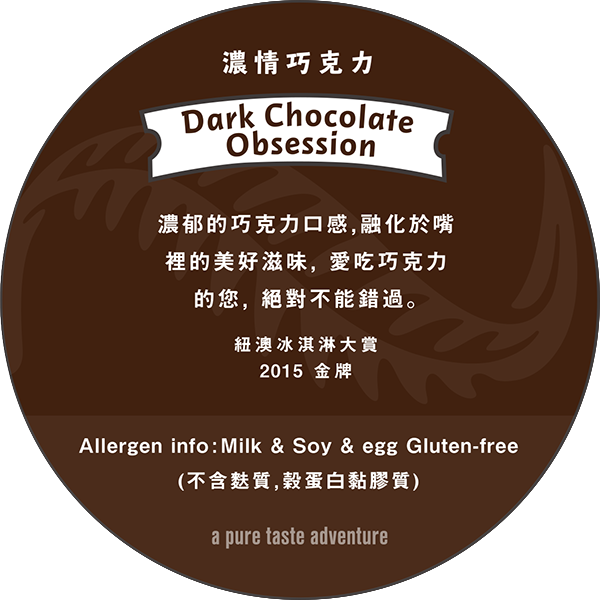 濃情巧克力
Dark Chocolate
Obsession
濃郁的巧克力口感,融化於嘴
裡的美好滋味, 愛吃巧克力
的您, 絕對不能錯過。
紐澳冰淇淋大賞
2015 金牌
Allergen info:Milk & Soy & egg Gluten-free
(不含麩質,穀蛋白黏膠質)
a pure taste adventure